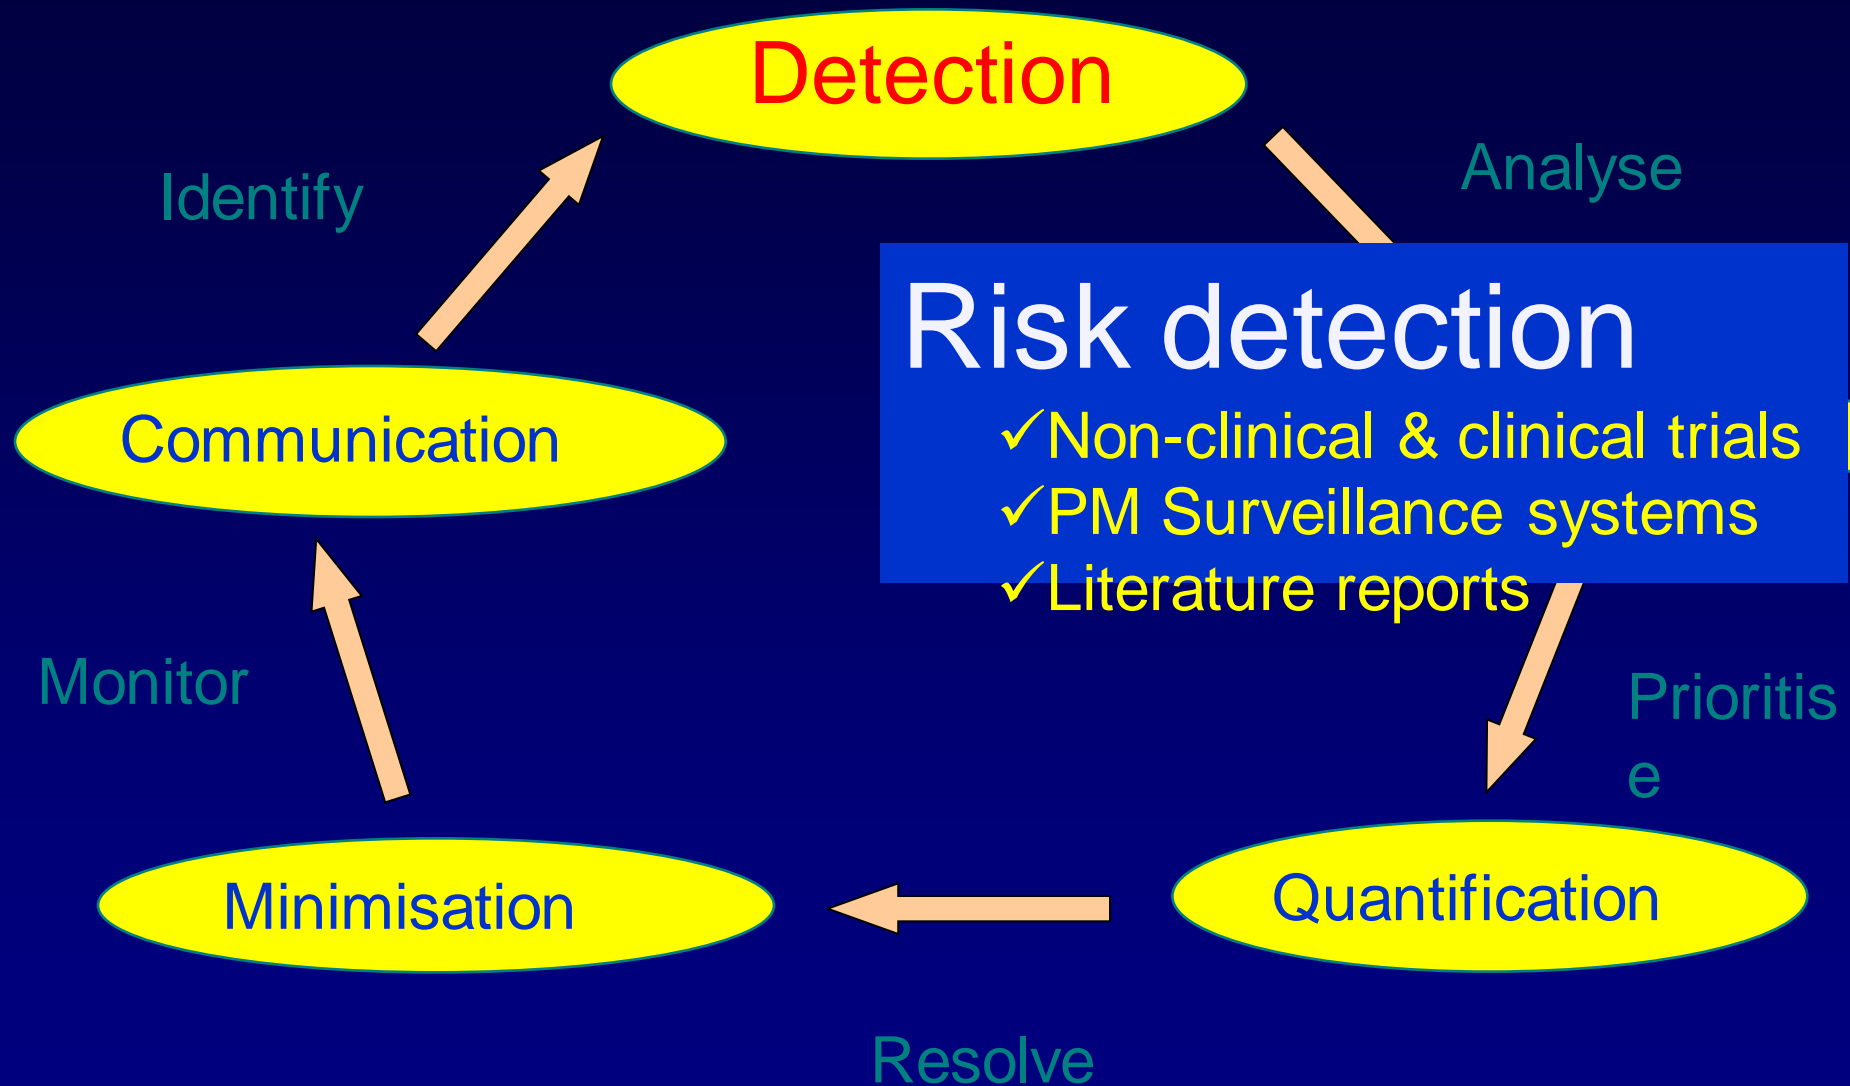 Detection
Identify
Analyse
Risk detection
✓Non-clinical & clinical trials
✓PM Surveillance systems
✓Literature reports
Communication
Monitor
Prioritis
e
Minimisation
Quantification
Resolve